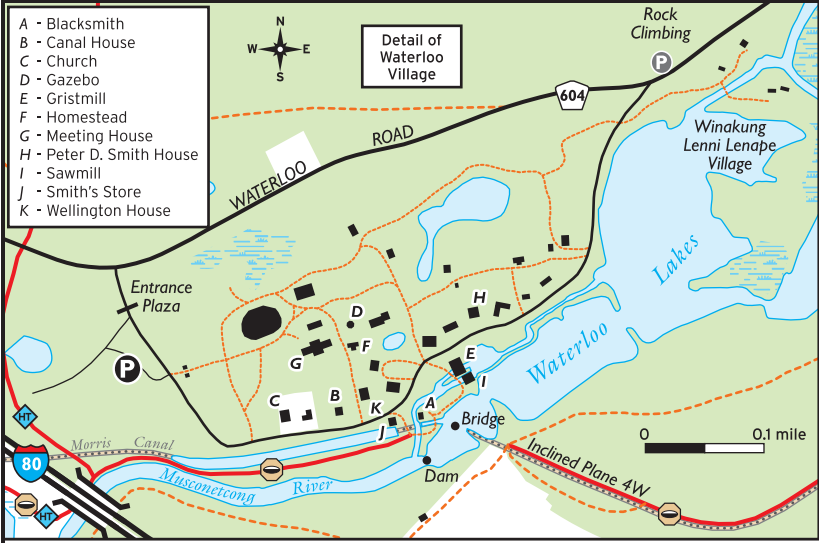 A - Blacksmith
B - Canal House
C - Church
D - Gazebo
E - Gristmill
F - Homestead
G - Meeting House
H - Peter D. Smith House
I - Sawmill
J - Smith's Store
K - Wellington House
N
W
E
S
Detail of
Waterloo
Village
Rock
Climbing
P
604
WATERLOO ROAD
Winakung
Lenni Lenape
Village
Waterloo Lakes
Entrance
Plaza
P
D
H
G
F
E
I
C
B
K
A
J
Bridge
Dam
0
0.1 mile
Inclined Plane 4W
HT
80
Morris Canal
Musconetcong River
HT